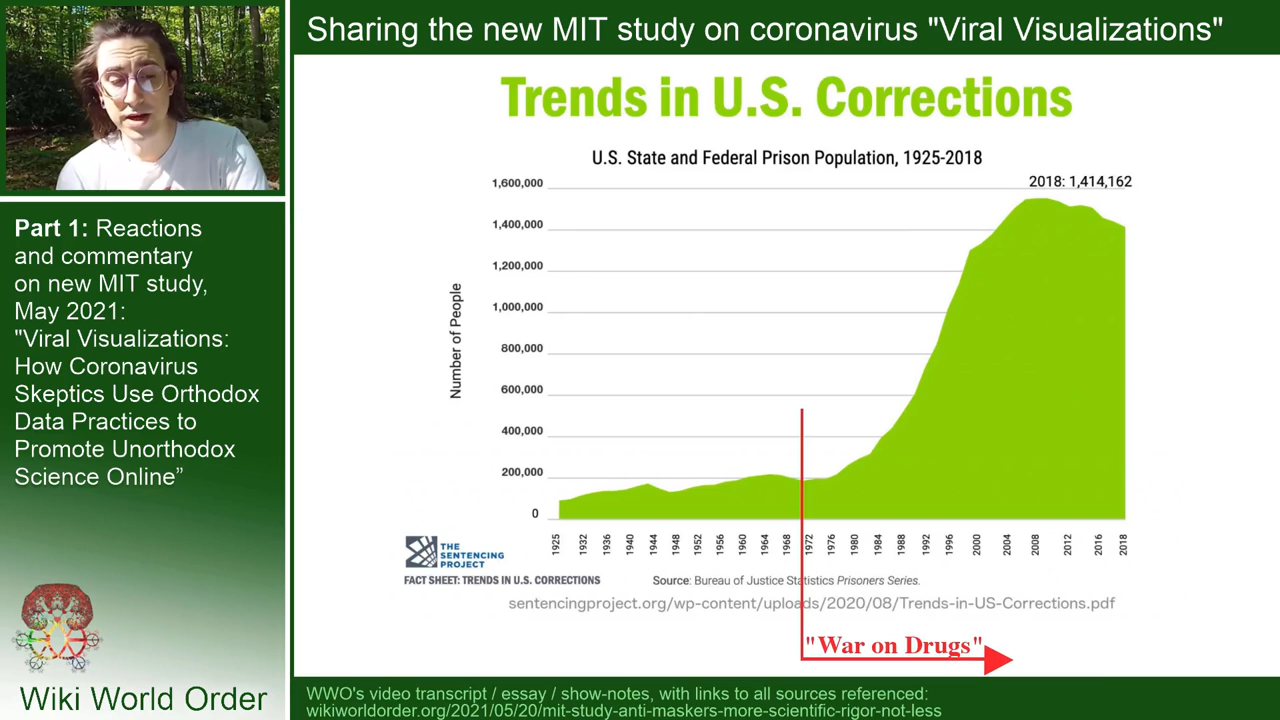 Sharing the new MIT study on coronavirus "Viral Visualizations"
Part 1: Reactions
and commentary
on new MIT study,
May 2021:
"Viral Visualizations:
How Coronavirus
Skeptics Use Orthodox
Data Practices to
Promote Unorthodox
Science Online”
Wiki World Order
Trends in U.S. Corrections
U.S. State and Federal Prison Population, 1925-2018
2018: 1,414,162
Number of People
1,600,000
1,400,000
1,200,000
1,000,000
800,000
600,000
400,000
200,000
0
1925 1932 1936 1940 1944 1948 1952 1956 1960 1964 1968 1972 1976 1980 1984 1988 1992 1996 2000 2004 2008 2012 2016 2018
THE
SENTENCING
PROJECT
FACT SHEET: TRENDS IN U.S. CORRECTIONS
Source: Bureau of Justice Statistics Prisoners Series.
sentencingproject.org/wp-content/uploads/2020/08/Trends-in-US-Corrections.pdf
"War on Drugs"
WWO's video transcript / essay / show-notes, with links to all sources referenced:
wikiworldorder.org/2021/05/20/mit-study-anti-maskers-more-scientific-rigor-not-less